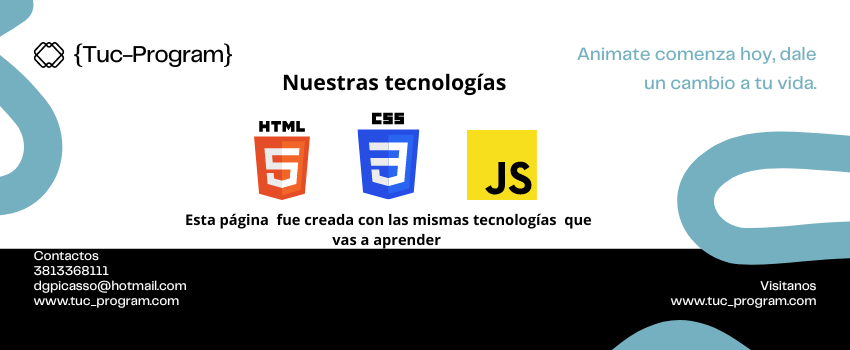 {Tuc-Program}
Animate comenza hoy, dale
un cambio a tu vida.
Nuestras tecnologías
HTML
5
CSS
3
JS
Esta página fue creada con las mismas tecnologías que
vas a aprender
Contactos
3813368111
dgpicasso@hotmail.com
www.tuc_program.com
Visitanos
www.tuc_program.com